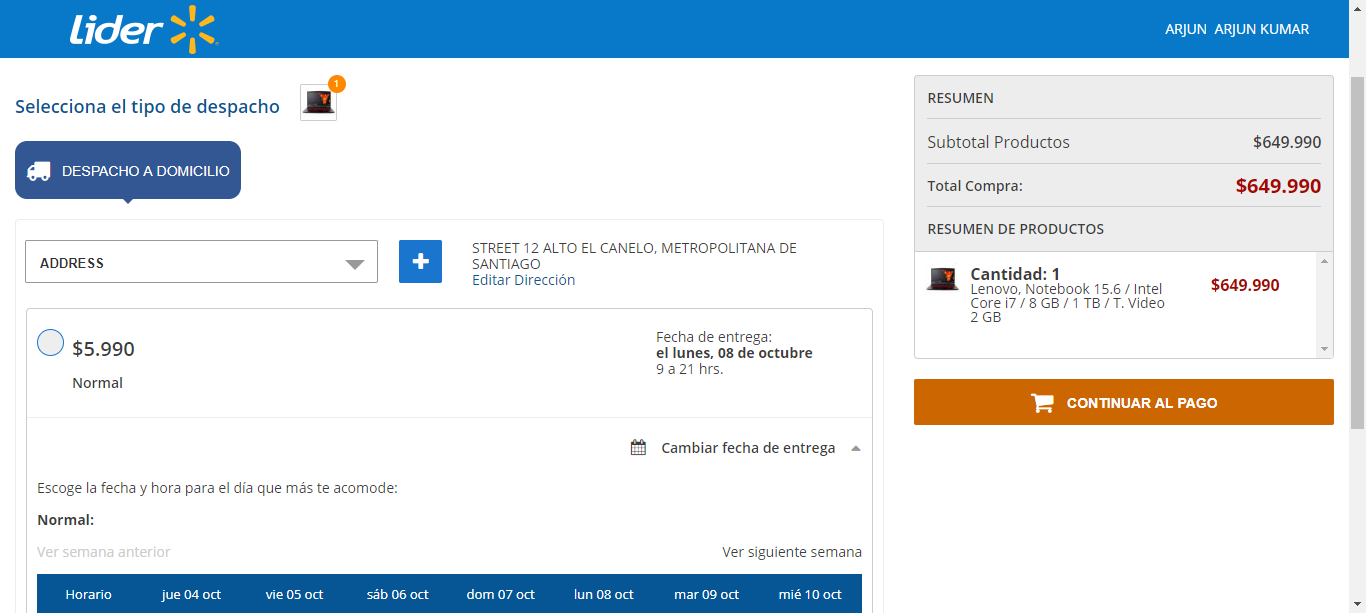 Lider
ARJUN ARJUN KUMAR
Selecciona el tipo de despacho
1
DESPACHO A DOMICILIO
ADDRESS
+
STREET 12 ALTO EL CANELO, METROPOLITANA DE
SANTIAGO
Editar Dirección
$5.990
Normal
Fecha de entrega:
el lunes, 08 de octubre
9 a 21 hrs.
Cambiar fecha de entrega
Escoge la fecha y hora para el día que más te acomode:
Normal:
Ver semana anterior
Ver siguiente semana
Horario jue 04 oct vie 05 oct sáb 06 oct dom 07 oct lun 08 oct mar 09 oct mié 10 oct
RESUMEN
Subtotal Productos $649.990
Total Compra: $649.990
RESUMEN DE PRODUCTOS
Cantidad: 1
Lenovo, Notebook 15.6 / Intel
Core i7 / 8 GB / 1 TB / T. Video
2 GB
$649.990
CONTINUAR AL PAGO